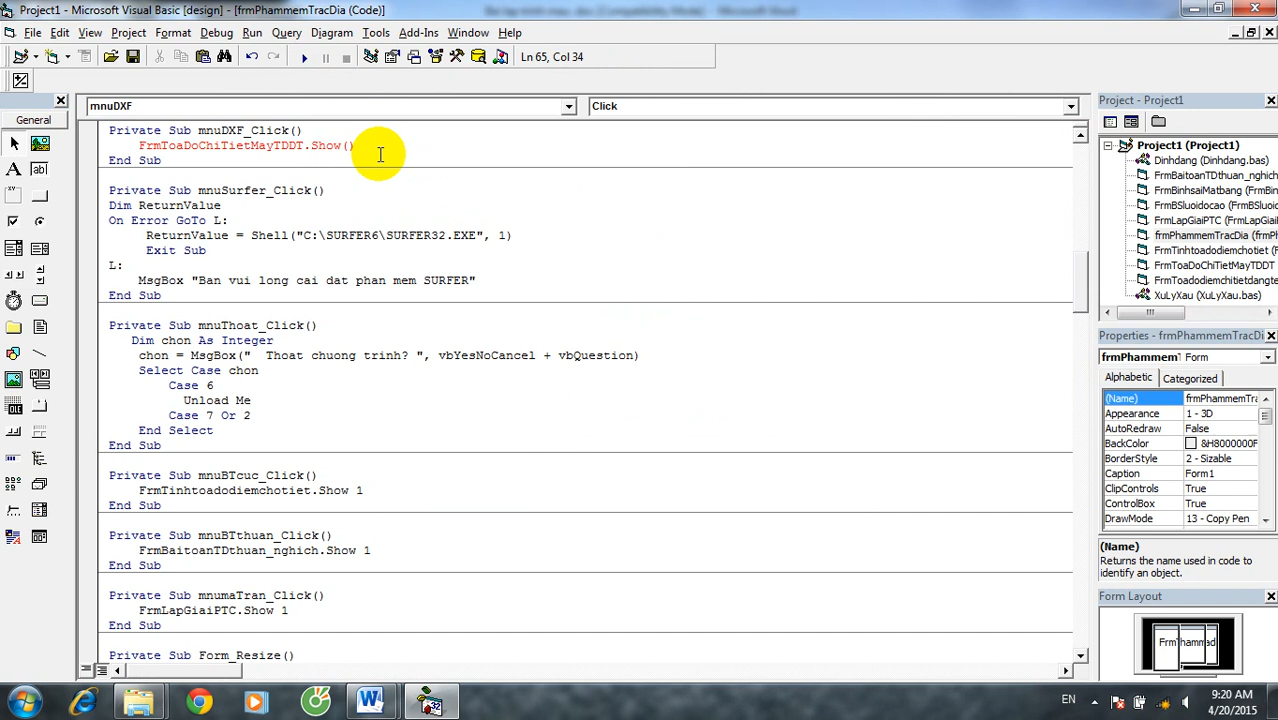 Project1 - Microsoft Visual Basic [design] - [frmPhammemTracDia (Code)]
File Edit View Project Format Debug Run Query Diagram Tools Add-Ins Window Help
Ln 65, Col 34
General
mnuDXF
Click
Private Sub mnuDXF_Click()
FrmToaDoChiTietMayTDDT.Show()
End Sub
Private Sub mnuSurfer_Click()
Dim ReturnValue
On Error GoTo L:
ReturnValue = Shell("C:\SURFER6\SURFER32.EXE", 1)
Exit Sub
L:
MsgBox "Ban vui long cai dat phan mem SURFER"
End Sub
Private Sub mnuThoat_Click()
Dim chon As Integer
chon = MsgBox("  Thoat chuong trinh? ", vbYesNoCancel + vbQuestion)
Select Case chon
Case 6
Unload Me
Case 7 Or 2
End Select
End Sub
Private Sub mnuBTcuc_Click()
FrmTinhtoadodiemchotiet.Show 1
End Sub
Private Sub mnuBTthuan_Click()
FrmBaitoanTDthuan_nghich.Show 1
End Sub
Private Sub mnumaTran_Click()
FrmLapGiaiPTC.Show 1
End Sub
Private Sub Form_Resize()
Project - Project1
Project1 (Project1)
Dinhdang (Dinhdang.bas)
FrmBaitoanTDthuan_nghich
FrmBinhsaiMatbang (FrmB
FrmBSluoidocao (FrmBSluo
FrmLapGiaiPTC (FrmLapGi
frmPhammemTracDia (frmP
FrmTinhtoadodiemchotiet
FrmToaDoChiTietMayTDDT
FrmToadochitietdangte
XuLyXau (XuLyXau.bas)
Properties - frmPhammemTracDi
frmPhammemT Form
Alphabetic Categorized
(Name) frmPhammemTra
Appearance 1 - 3D
AutoRedraw False
BackColor &H8000000F
BorderStyle 2 - Sizable
Caption Form1
ClipControls True
ControlBox True
DrawMode 13 - Copy Pen
(Name)
Returns the name used in code to
identify an object.
Form Layout
EN
9:20 AM
4/20/2015